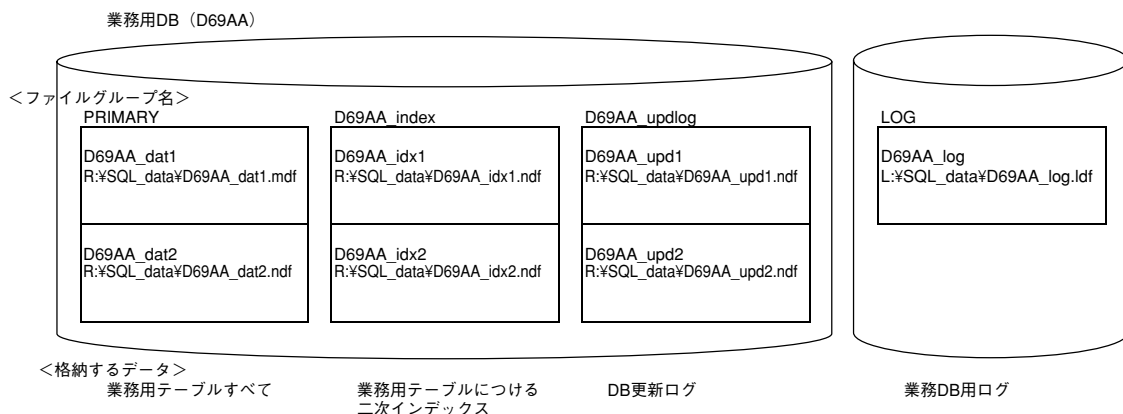 業務用DB（D69AA）
＜ファイルグループ名＞
PRIMARY
D69AA_index
D69AA_updlog
LOG
D69AA_dat1
R:¥SQL_data¥D69AA_dat1.mdf
D69AA_idx1
R:¥SQL_data¥D69AA_idx1.ndf
D69AA_upd1
R:¥SQL_data¥D69AA_upd1.ndf
D69AA_log
L:¥SQL_data¥D69AA_log.ldf
D69AA_dat2
R:¥SQL_data¥D69AA_dat2.ndf
D69AA_idx2
R:¥SQL_data¥D69AA_idx2.ndf
D69AA_upd2
R:¥SQL_data¥D69AA_upd2.ndf
＜格納するデータ＞
業務用テーブルすべて
業務用テーブルにつける
二次インデックス
DB更新ログ
業務DB用ログ